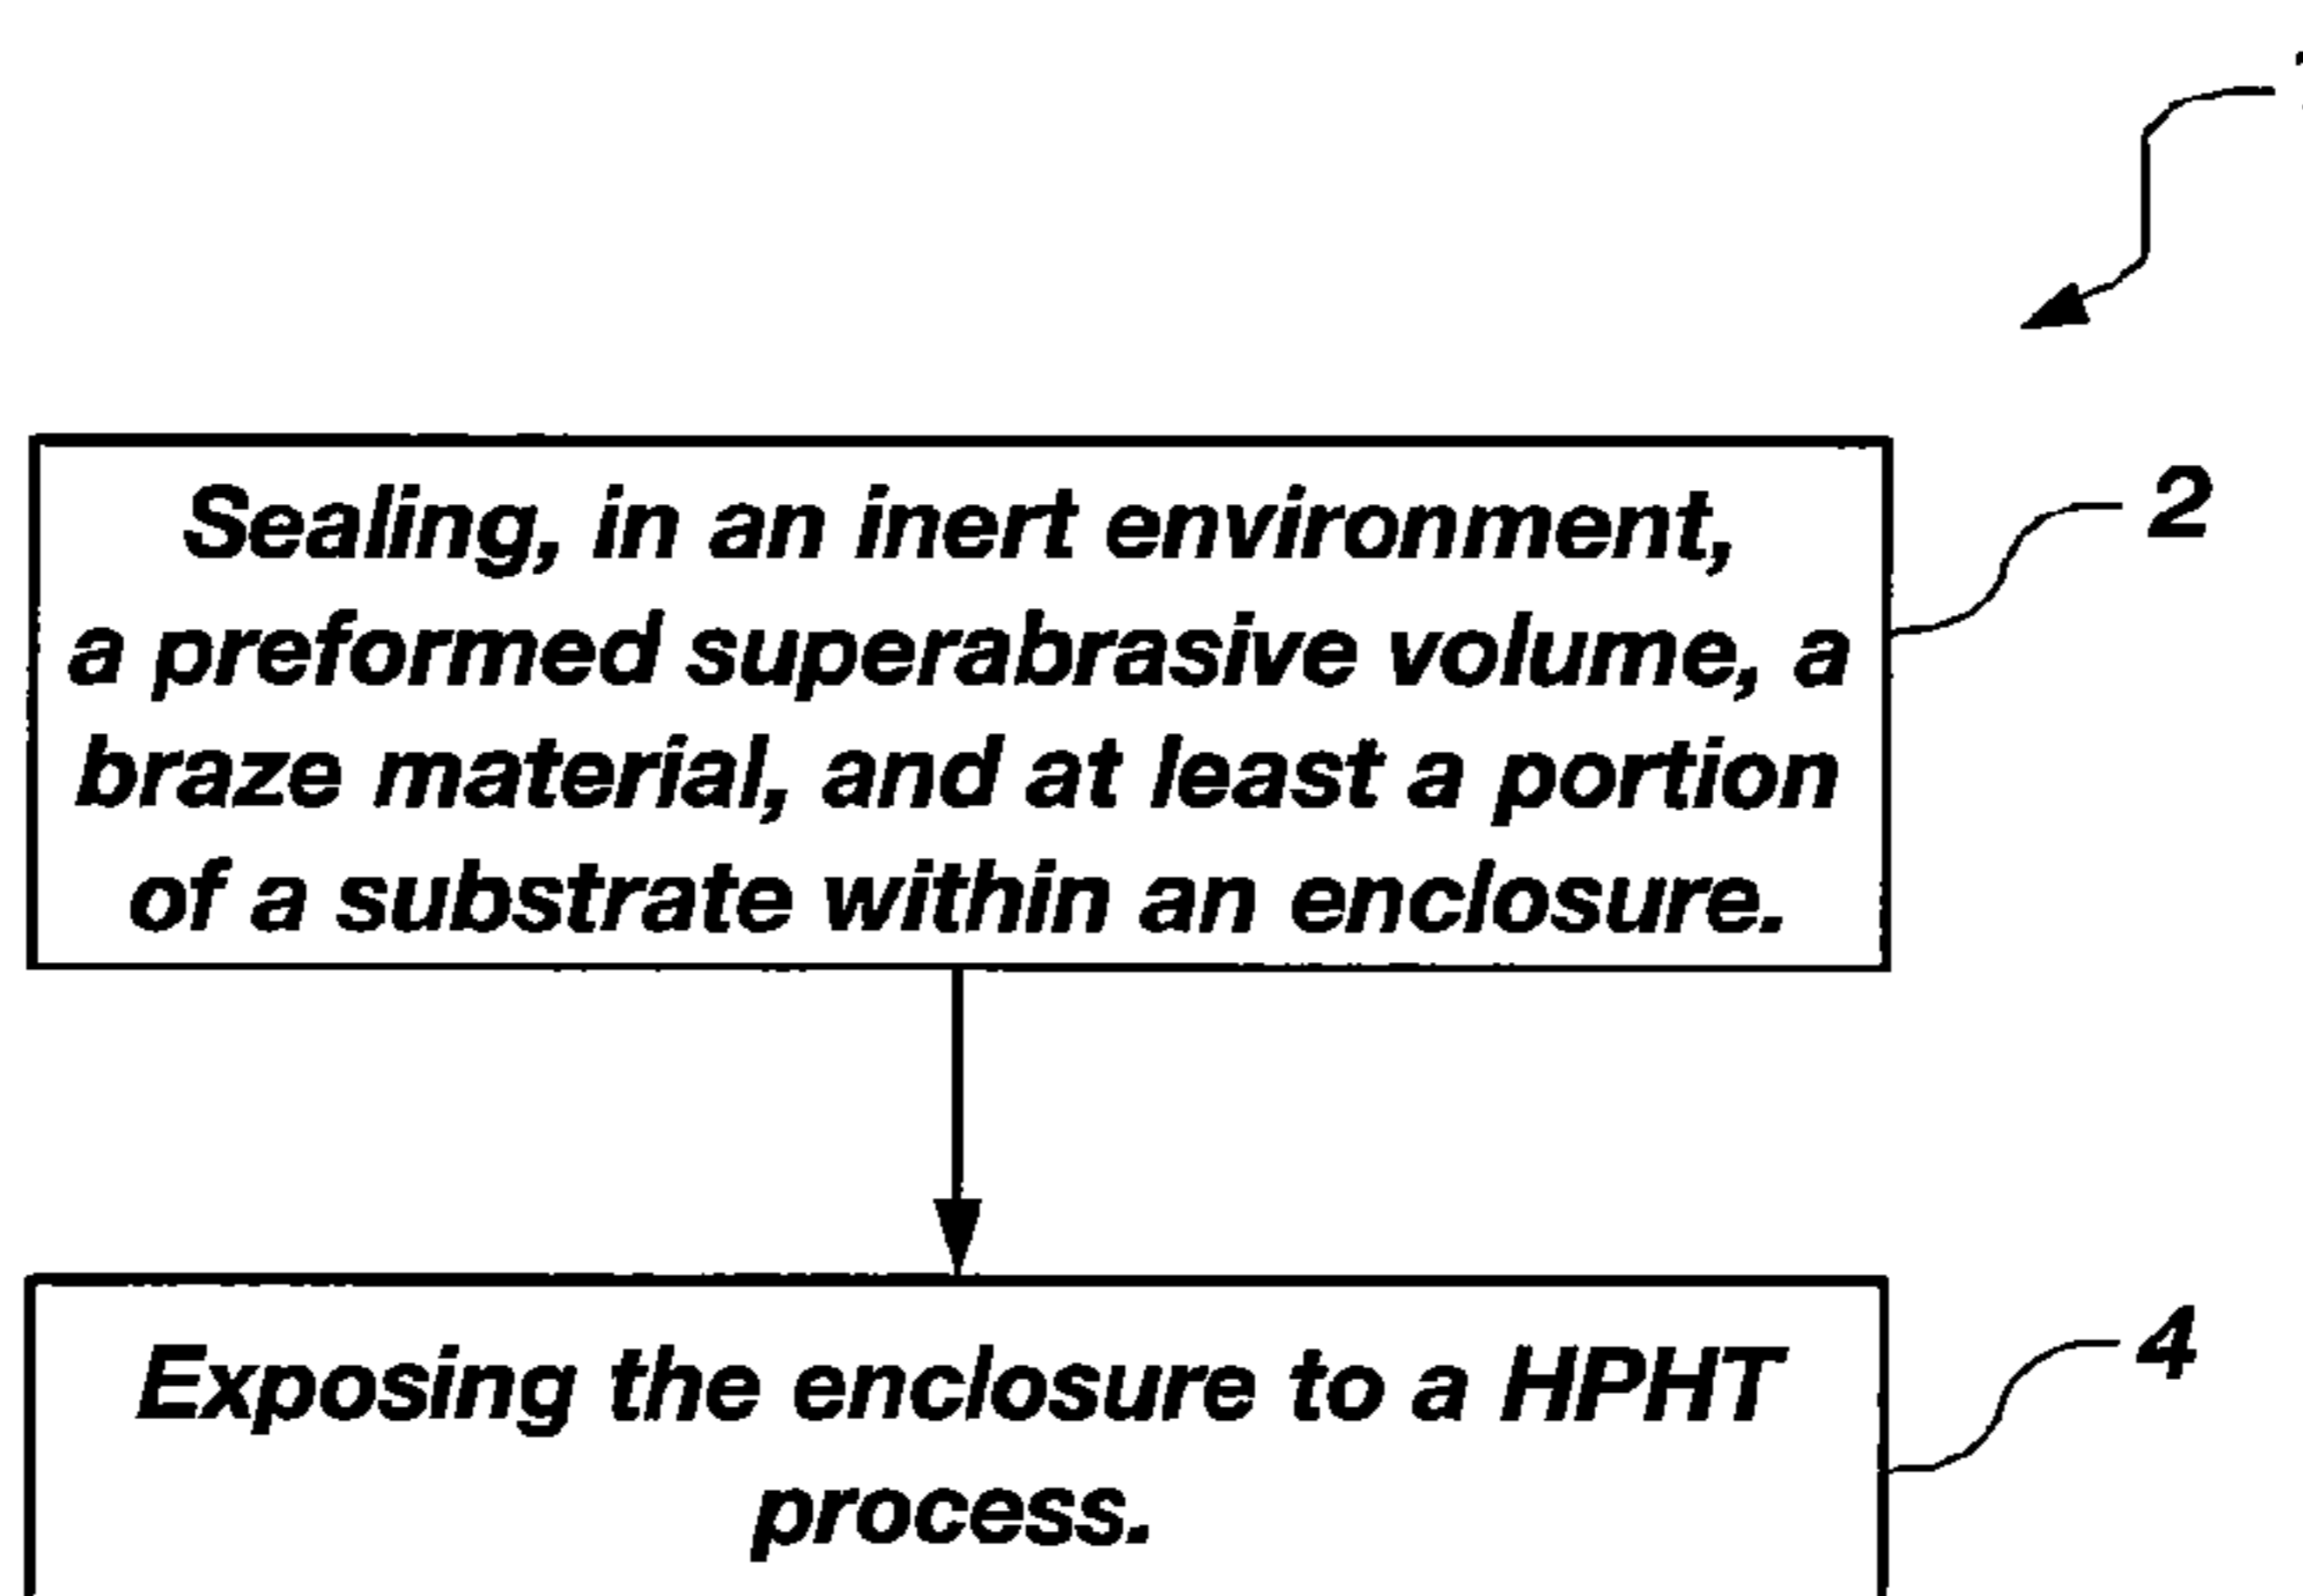 Sealing, in an inert environment,
a preformed superabrasive volume, a
braze material, and at least a portion
of a substrate within an enclosure.
2
Exposing the enclosure to a HPHT
process.
4